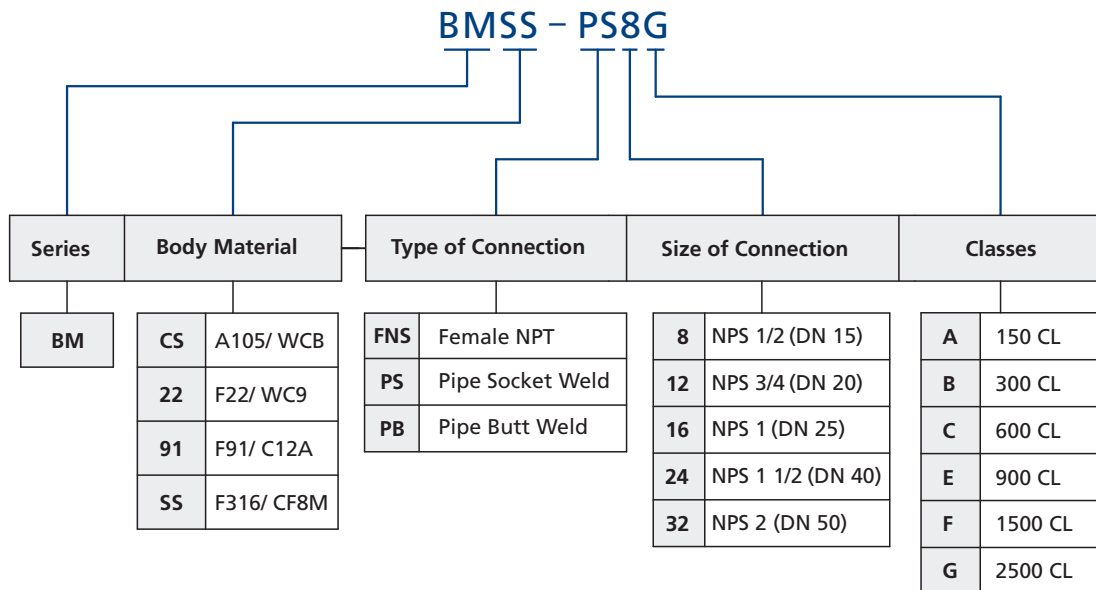 BMSS – PS8G
Series Body Material Type of Connection Size of Connection Classes
BM
CS A105/ WCB
22 F22/ WC9
91 F91/ C12A
SS F316/ CF8M
FNS Female NPT
PS Pipe Socket Weld
PB Pipe Butt Weld
8 NPS 1/2 (DN 15)
12 NPS 3/4 (DN 20)
16 NPS 1 (DN 25)
24 NPS 1 1/2 (DN 40)
32 NPS 2 (DN 50)
A 150 CL
B 300 CL
C 600 CL
E 900 CL
F 1500 CL
G 2500 CL